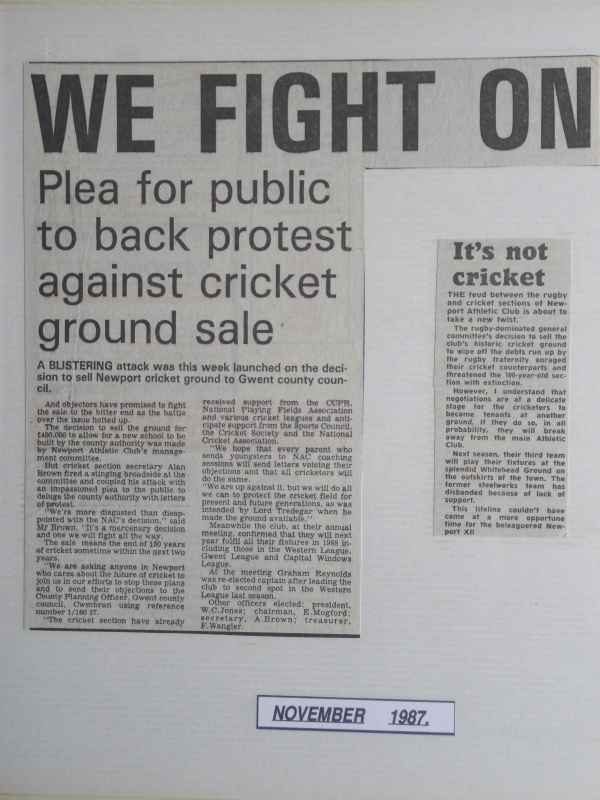 WE FIGHT ON
Plea for public
to back protest
against cricket
ground sale
A BLISTERING attack was this week launched on the deci-
sion to sell Newport cricket ground to Gwent county coun-
cil.
And objectors have promised to fight
the sale to the bitter end as the battle
over the issue hotted up.
The decision to sell the ground for
£400,000 to allow for a new school to be
built by the county authority was made
by Newport Athletic Club's manage-
ment committee.
But cricket section secretary Alan
Brown fired a stinging broadside at the
committee and coupled his attack with
an impassioned plea to the public to
deluge the county authority with letters
of protest.
"We're more disgusted than disap-
pointed with the NAC's decision," said
Mr Brown. "It's a mercenary decision
and one we will fight all the way.
The sale means the end of 150 years
of cricket sometime within the next two
years.
"We are asking anyone in Newport
who cares about the future of cricket to
join us in our efforts to stop these plans
and to send their objections to the
County Planning Officer, Gwent county
council, Cwmbran using reference
number 1/160 37.
"The cricket section have already
received support from the CCPR,
National Playing Fields Association
and various cricket leagues and anti-
cipate support from the Sports Council,
the Cricket Society and the National
Cricket Association.
"We hope that every parent who
sends youngsters to NAC coaching
sessions will send letters voicing their
objections and that all cricketers will
do the same.
"We are up against it, but we will do all
we can to protect the cricket field for
present and future generations, as was
intended by Lord Tredegar when he
made the ground available."
Meanwhile the club, at their annual
meeting, confirmed that they will next
year fulfil all their fixtures in 1988 in-
cluding those in the Western League,
Gwent League and Capital Windows
League.
At the meeting Graham Reynolds
was re-elected captain after leading the
club to second spot in the Western
League last season.
Other officers elected: president,
W.C.Jones; chairman, E.Mogford;
secretary, A.Brown; treasurer,
F.Wangler.
It's not
cricket
THE feud between the rugby
and cricket sections of New-
port Athletic Club is about to
take a new twist.
The rugby-dominated general
committee's decision to sell the
club's historic cricket ground
to wipe off the debts run up by
the rugby fraternity enraged
their cricket counterparts and
threatened the 100-year-old sec-
tion with extinction.
However, I understand that
negotiations are at a delicate
stage for the cricketers to
become tenants at another
ground. If they do so, in all
probability, they will break
away from the main Athletic
Club.
Next season, their third team
will play their fixtures at the
splendid Whitehead Ground on
the outskirts of the town. The
former steelworks team has
disbanded because of lack of
support.
This lifeline couldn't have
come at a more opportune
time for the beleaguered New-
port XI!
NOVEMBER 1987.